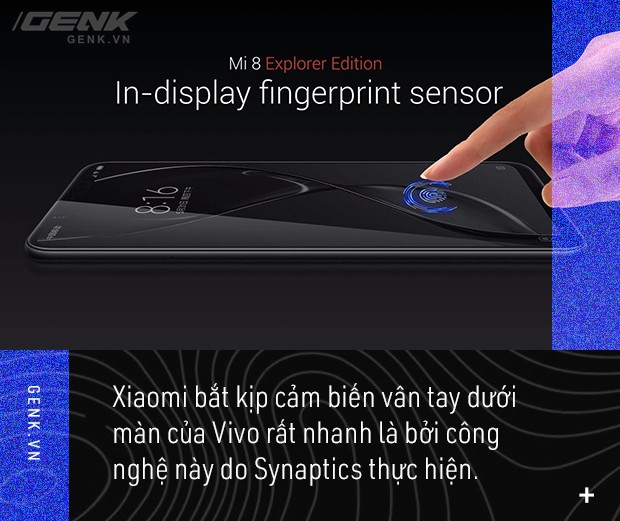 GENK
GENK.VN
Mi 8 Explorer Edition
In-display fingerprint sensor
8:16
GENK.VN
Xiaomi bắt kịp cảm biến vân tay dưới
màn của Vivo rất nhanh là bởi công
nghệ này do Synaptics thực hiện.
+